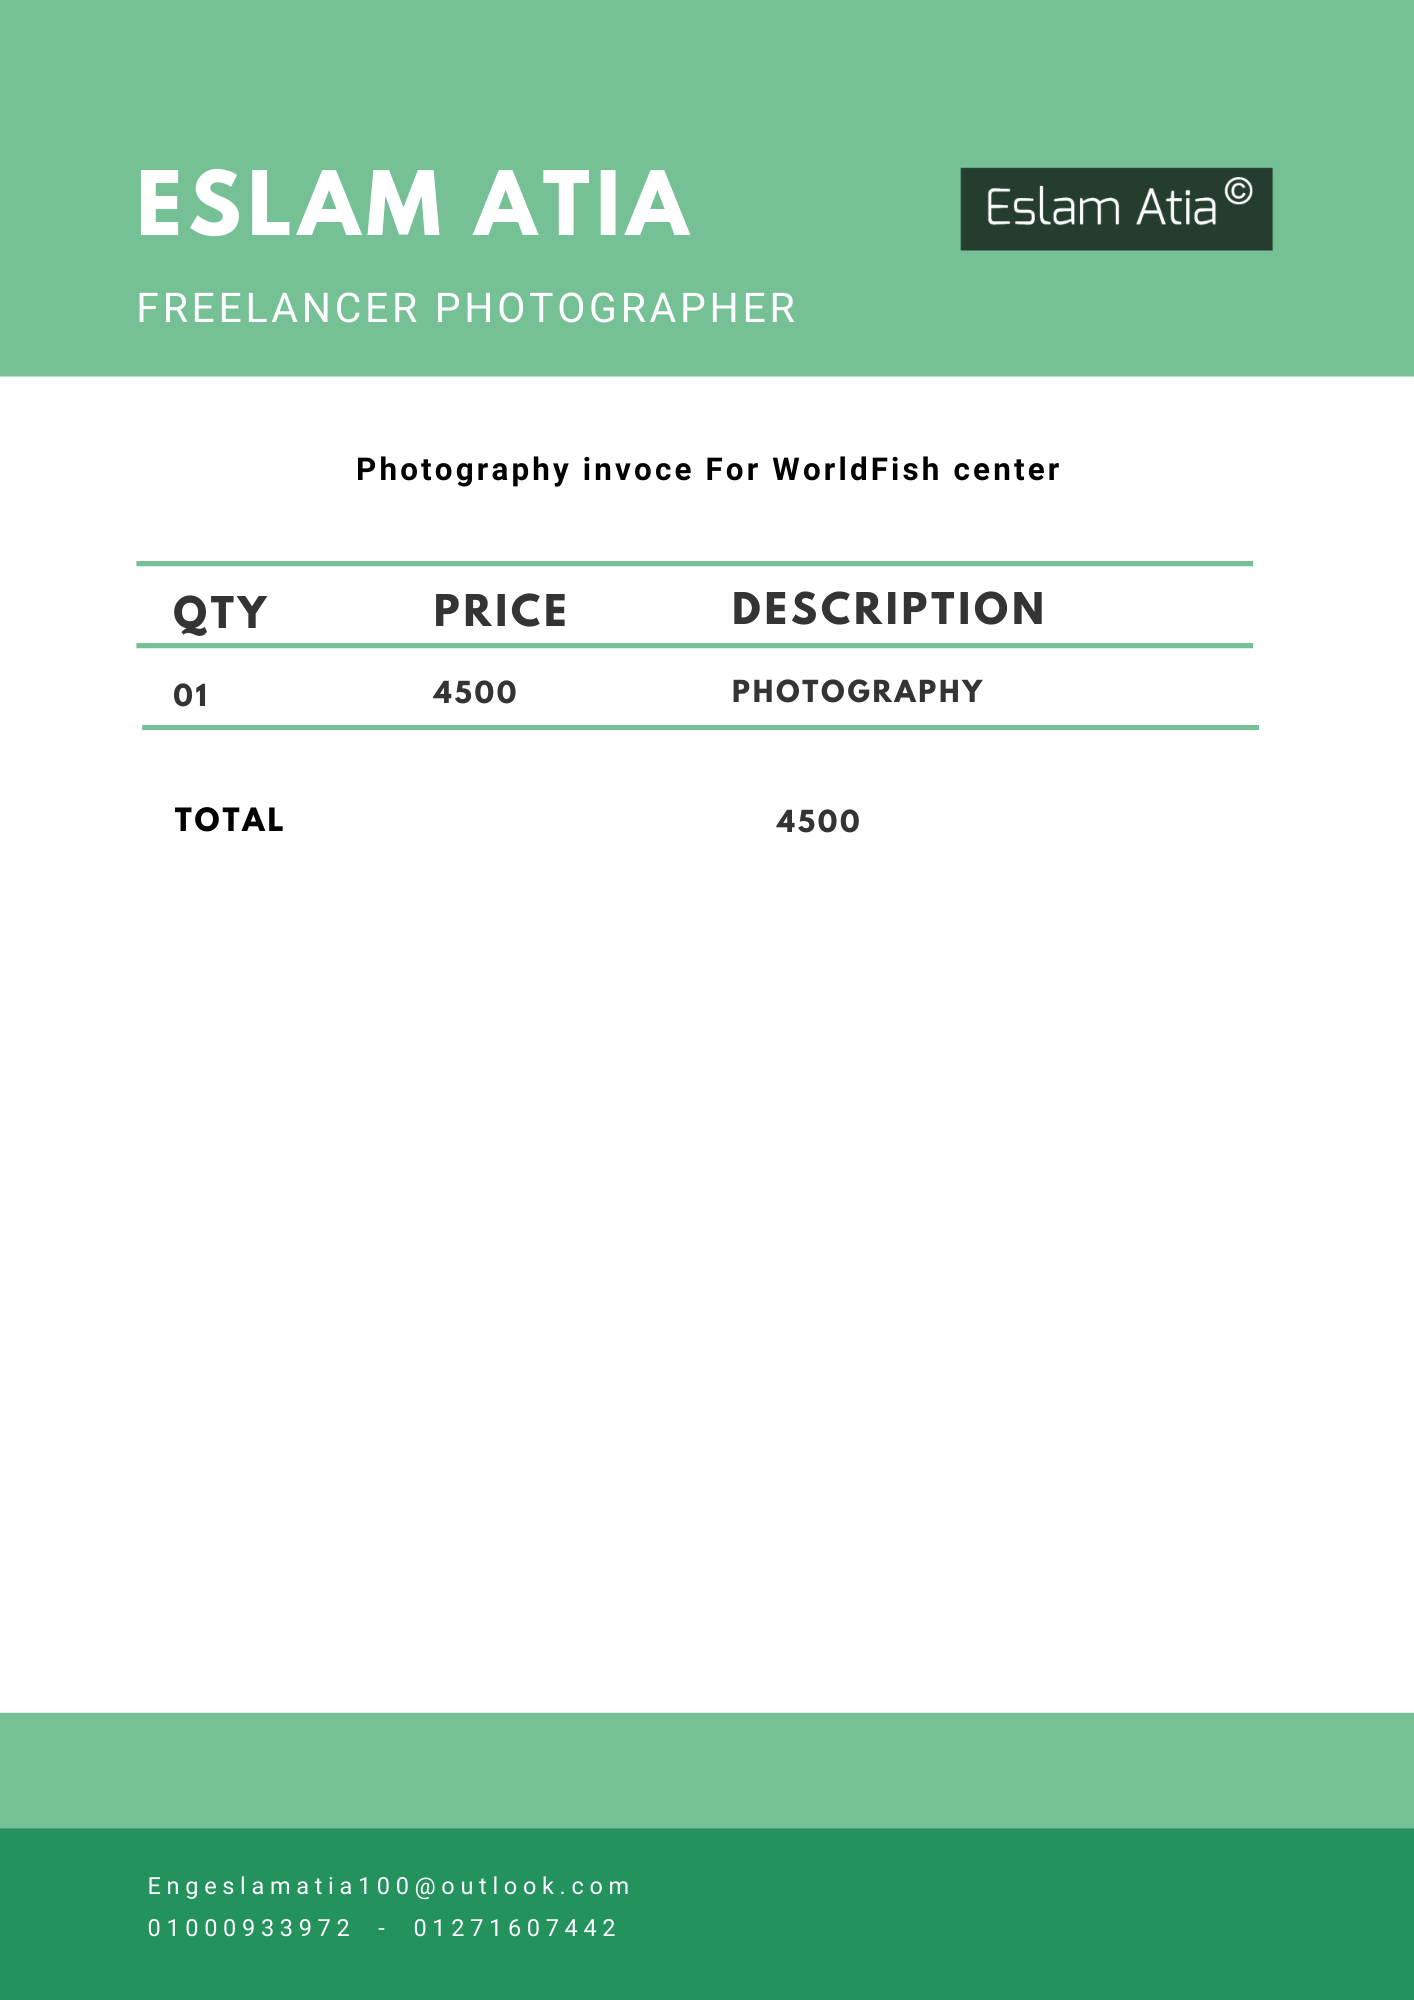 ESLAM ATIA
Eslam Atia©
FREELANCER PHOTOGRAPHER
Photography invoce For WorldFish center
QTY PRICE DESCRIPTION
01 4500 PHOTOGRAPHY
TOTAL 4500
Engeslamatia100@outlook.com
01000933972 - 01271607442